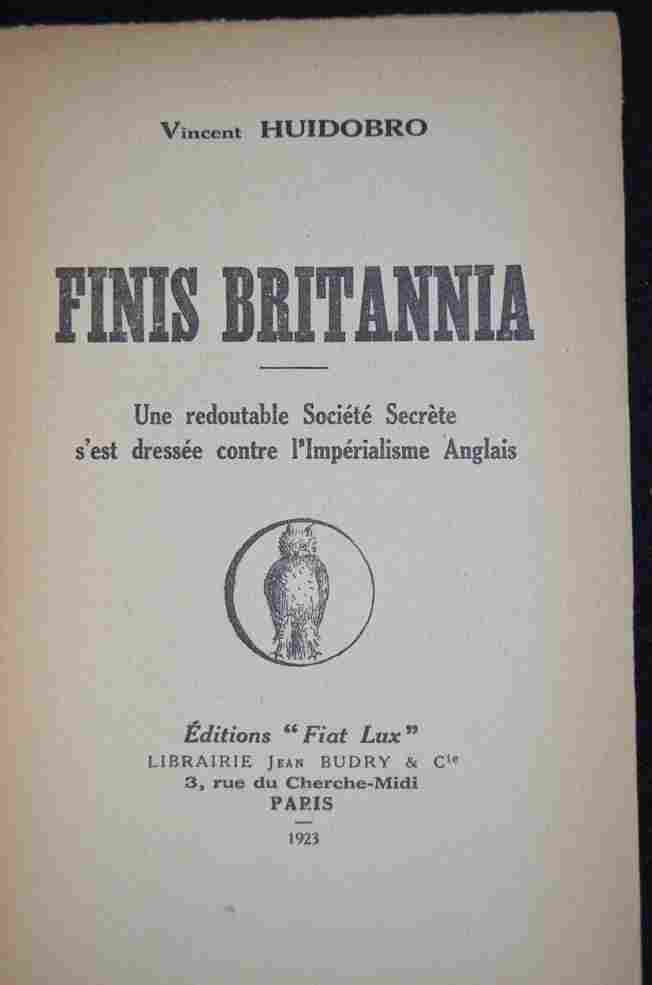 Vincent HUIDOBRO
FINIS BRITANNIA
Une redoutable Société Secrète
s'est dressée contre l'Impérialisme Anglais
Éditions “Fiat Lux”
LIBRAIRIE JEAN BUDRY & Cie
3, rue du Cherche-Midi
PARIS
1923